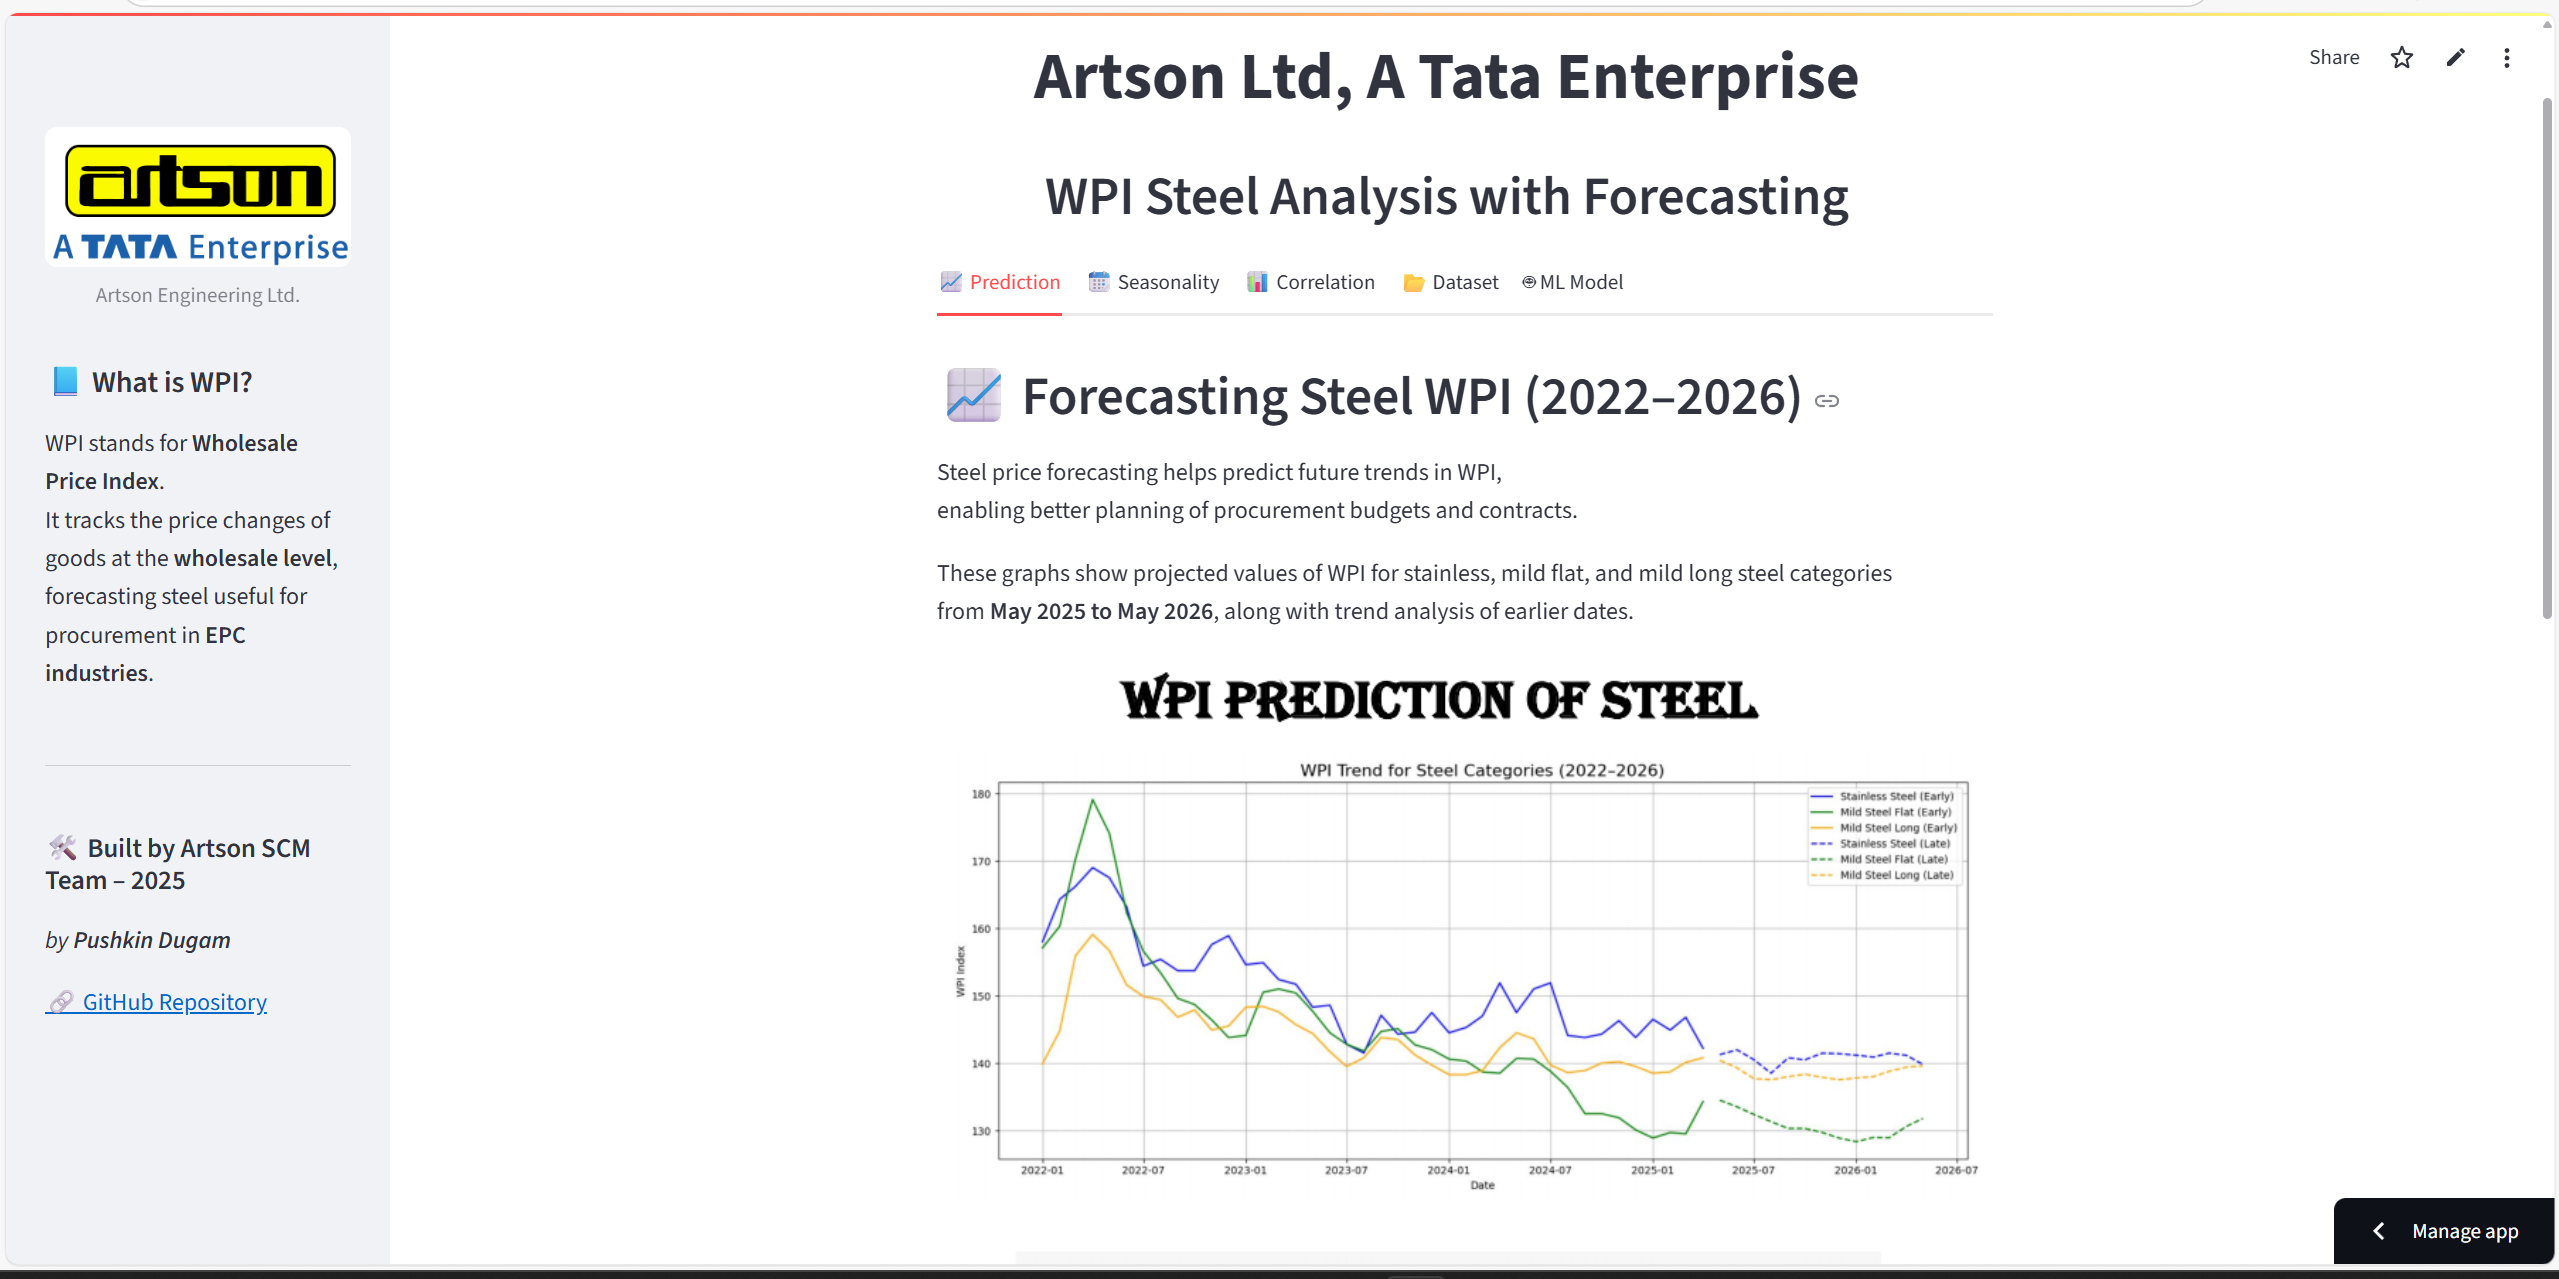 artson
A TATA Enterprise
Artson Engineering Ltd.
What is WPI?
WPI stands for Wholesale
Price Index.
It tracks the price changes of
goods at the wholesale level,
forecasting steel useful for
procurement in EPC
industries.
Built by Artson SCM
Team – 2025
by Pushkin Dugam
GitHub Repository
Share
Artson Ltd, A Tata Enterprise
WPI Steel Analysis with Forecasting
Prediction
Seasonality
Correlation
Dataset
ML Model
Forecasting Steel WPI (2022–2026)
Steel price forecasting helps predict future trends in WPI,
enabling better planning of procurement budgets and contracts.
These graphs show projected values of WPI for stainless, mild flat, and mild long steel categories
from May 2025 to May 2026, along with trend analysis of earlier dates.
WPI PREDICTION OF STEEL
WPI Trend for Steel Categories (2022–2026)
Stainless Steel (Early)
Mild Steel Flat (Early)
Mild Steel Long (Early)
Stainless Steel (Late)
Mild Steel Flat (Late)
Mild Steel Long (Late)
WPI Index
180
170
160
150
140
130
2022-01
2022-07
2023-01
2023-07
2024-01
2024-07
2025-01
2025-07
2026-01
2026-07
Date
Manage app